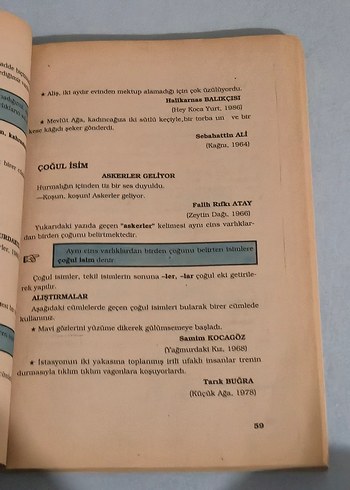 ★ Aliş, iki aydır evinden mektup alamadığı için çok üzülüyordu.
Halikarnas BALIKÇISI
(Hey Koca Yurt, 1986)
★ Mevlüt Ağa, kadıncağıza iki sütlü keçiyle, bir torba un ve bir
kese kâğıdı şeker gönderdi.
Sebahattin ALİ
(Kağnı, 1964)
ÇOĞUL İSİM
ASKERLER GELİYOR
Hurmalığın içinden tiz bir ses duyuldu.
—Koşun, koşun! Askerler geliyor.
Falih Rıfkı ATAY
(Zeytin Dağı, 1966)
Yukarıdaki yazıda geçen "askerler" kelimesi aynı cins varlıklar-
dan birden çoğunu belirtmektedir.
Aynı cins varlıklardan birden çoğunu belirten isimlere
çoğul isim denir.
Çoğul isimler, tekil isimlerin sonuna -ler, -lar çoğul eki getirile-
rek yapılır.
ALIŞTIRMALAR
Aşağıdaki cümlelerde geçen çoğul isimleri bularak birer cümlede
kullanınız.
★ Mavi gözlerini yüzüme dikerek gülümsemeye başladı.
Samim KOCAGÖZ
(Yağmurdaki Kız, 1968)
★ İstasyonun iki yakasına toplanmış irili ufaklı insanlar trenin
durmasıyla tıklım tıklım vagonlara koşuyorlardı.
Tarık BUĞRA
(Küçük Ağa, 1978)
59